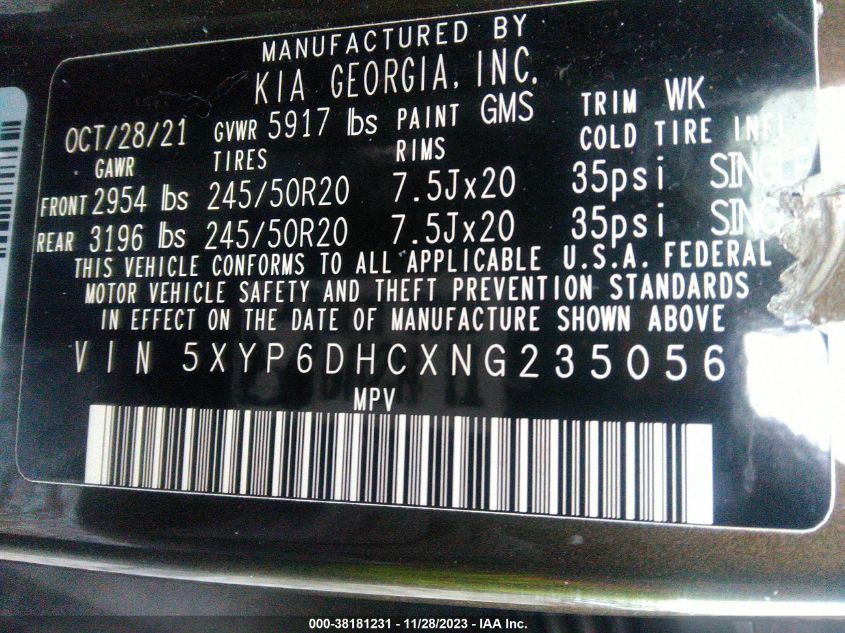 MANUFACTURED BY
KIA GEORGIA, INC.
OCT/28/21 GVWR 5917 lbs PAINT GMS TRIM WK
GAWR TIRES RIMS COLD TIRE INFL
FRONT 2954 lbs 245/50R20 7.5Jx20 35psi SINGLE
REAR 3196 lbs 245/50R20 7.5Jx20 35psi SING
THIS VEHICLE CONFORMS TO ALL APPLICABLE U.S.A. FEDERAL
MOTOR VEHICLE SAFETY AND THEFT PREVENTION STANDARDS
IN EFFECT ON THE DATE OF MANUFACTURE SHOWN ABOVE
VIN 5XYP6DHCXNG235056
MPV
000-38181231 - 11/28/2023 - IAA Inc.